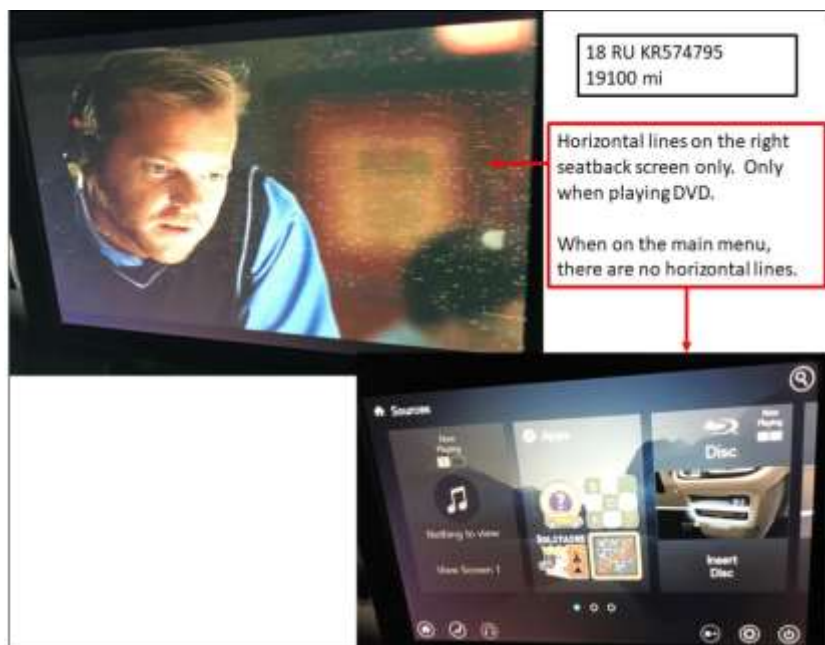 18 RU KR574795
19100 mi
Horizontal lines on the right
seatback screen only. Only
when playing DVD.
When on the main menu,
there are no horizontal lines.
Sources
Now
Playing
1
Apps
Now
Playing
Disc
Nothing to view
SOLITAIRE
View Screen 1
Insert
Disc